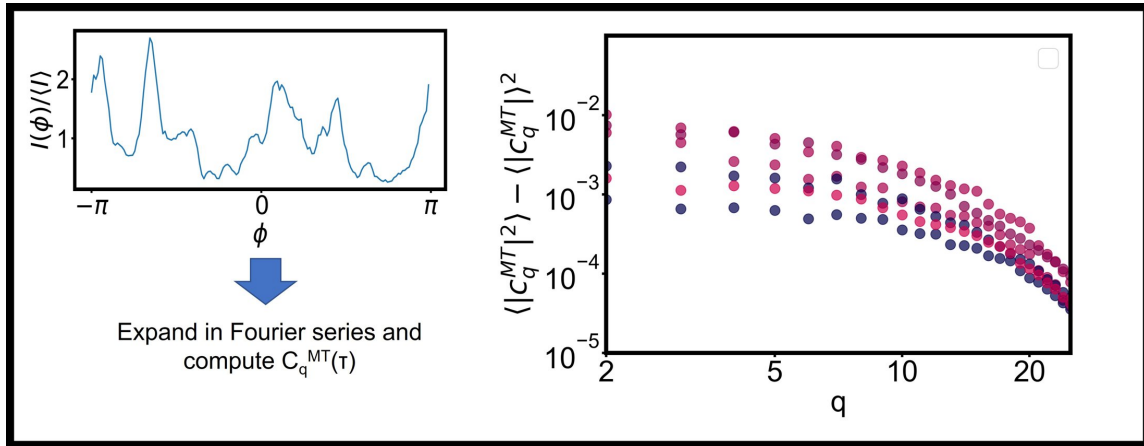 I(ϕ)/⟨I⟩
2
1
−π 0 π
ϕ
Expand in Fourier series and
compute C_q^MT(τ)
⟨|c_q^MT|²⟩ − ⟨|c_q^MT|⟩²
10⁻²
10⁻³
10⁻⁴
10⁻⁵
2 5 10 20
q